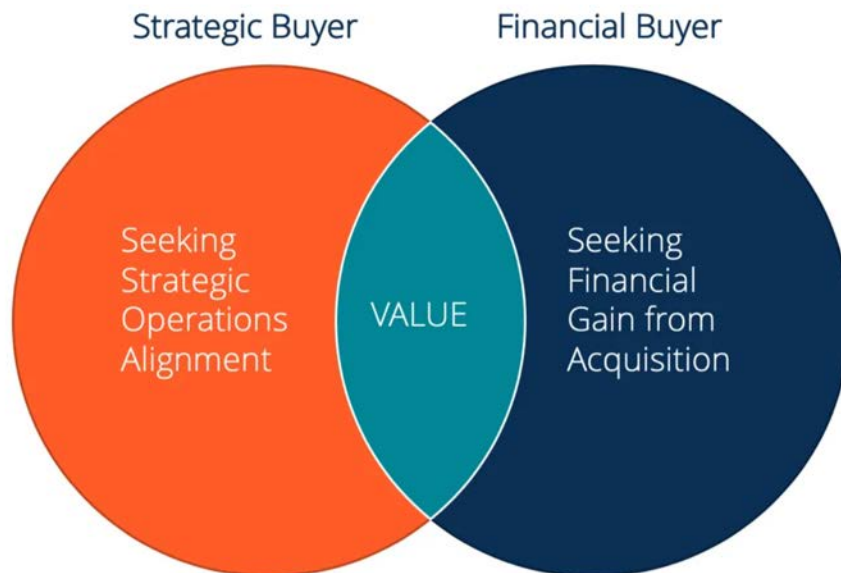 Strategic Buyer
Financial Buyer
Seeking
Strategic
Operations
Alignment
VALUE
Seeking
Financial
Gain from
Acquisition